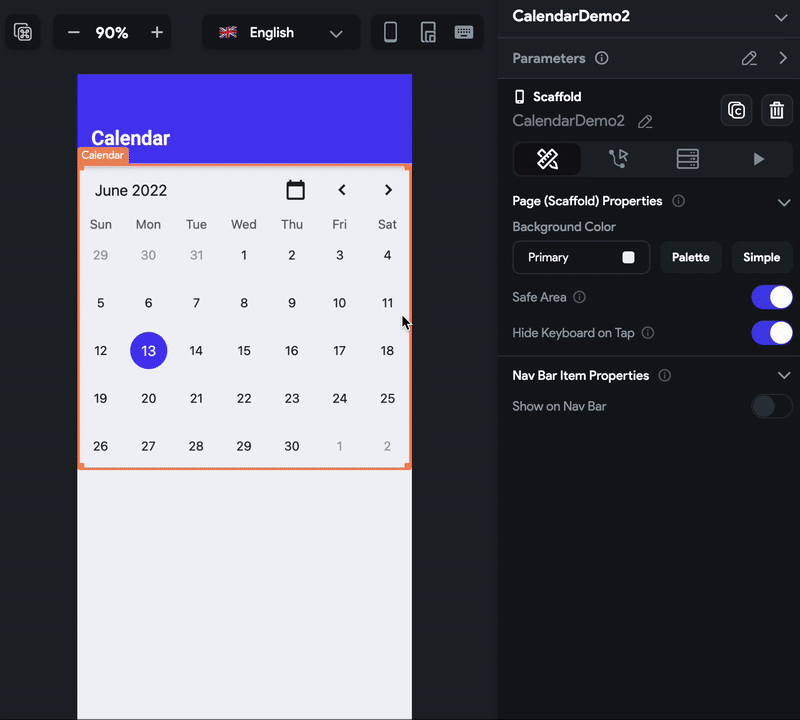 90%
English
Calendar
Calendar
June 2022
Sun Mon Tue Wed Thu Fri Sat
29 30 31 1 2 3 4
5 6 7 8 9 10 11
12 13 14 15 16 17 18
19 20 21 22 23 24 25
26 27 28 29 30 1 2
CalendarDemo2
Parameters
Scaffold
CalendarDemo2
Page (Scaffold) Properties
Background Color
Primary Palette Simple
Safe Area
Hide Keyboard on Tap
Nav Bar Item Properties
Show on Nav Bar